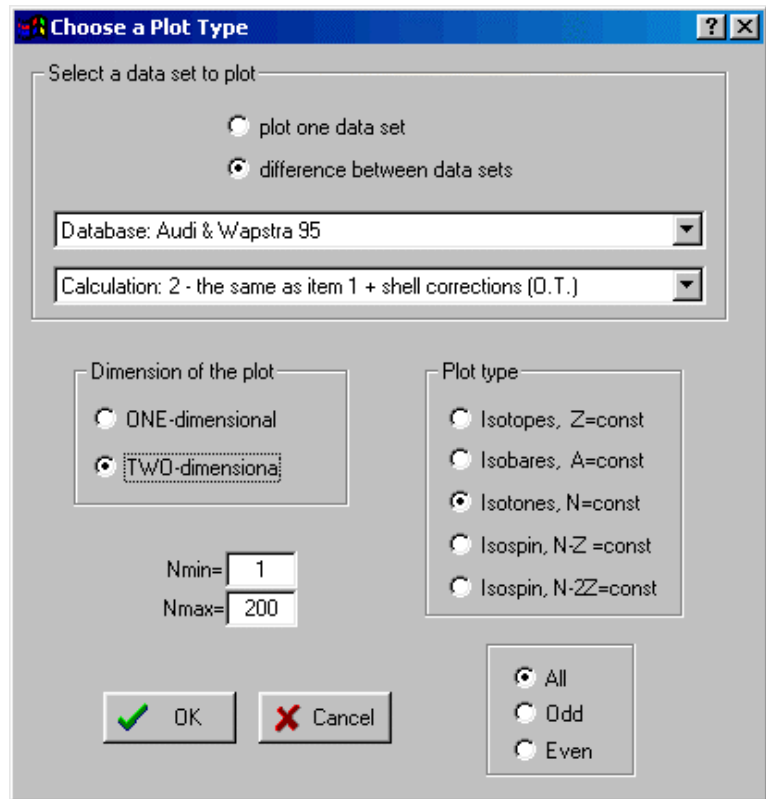 Choose a Plot Type
Select a data set to plot
plot one data set
difference between data sets
Database: Audi & Wapstra 95
Calculation: 2 - the same as item 1 + shell corrections (O.T.)
Dimension of the plot
ONE-dimensional
TWO-dimensiona
Plot type
Isotopes, Z=const
Isobares, A=const
Isotones, N=const
Isospin, N-Z =const
Isospin, N-2Z=const
Nmin= 1
Nmax= 200
All
Odd
Even
OK
Cancel